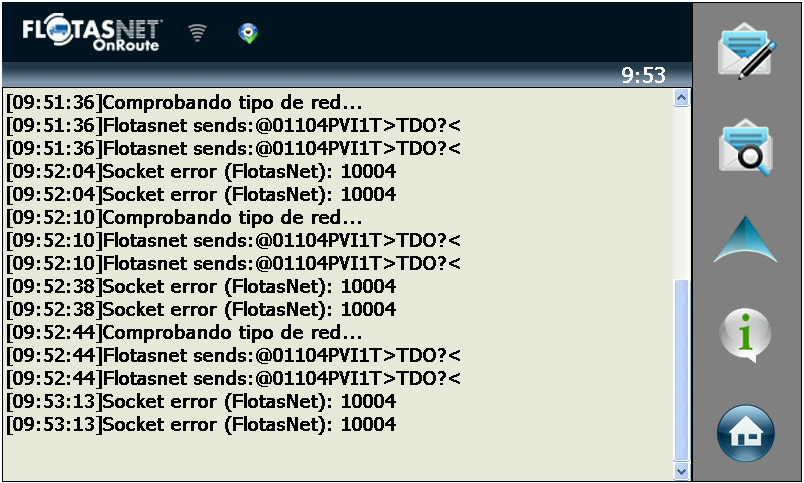 FLOTASNET
OnRoute
9:53
[09:51:36]Comprobando tipo de red...
[09:51:36]Flotasnet sends:@01104PVI1T>TDO?<
[09:51:36]Flotasnet sends:@01104PVI1T>TDO?<
[09:52:04]Socket error (FlotasNet): 10004
[09:52:04]Socket error (FlotasNet): 10004
[09:52:10]Comprobando tipo de red...
[09:52:10]Flotasnet sends:@01104PVI1T>TDO?<
[09:52:10]Flotasnet sends:@01104PVI1T>TDO?<
[09:52:38]Socket error (FlotasNet): 10004
[09:52:38]Socket error (FlotasNet): 10004
[09:52:44]Comprobando tipo de red...
[09:52:44]Flotasnet sends:@01104PVI1T>TDO?<
[09:52:44]Flotasnet sends:@01104PVI1T>TDO?<
[09:53:13]Socket error (FlotasNet): 10004
[09:53:13]Socket error (FlotasNet): 10004